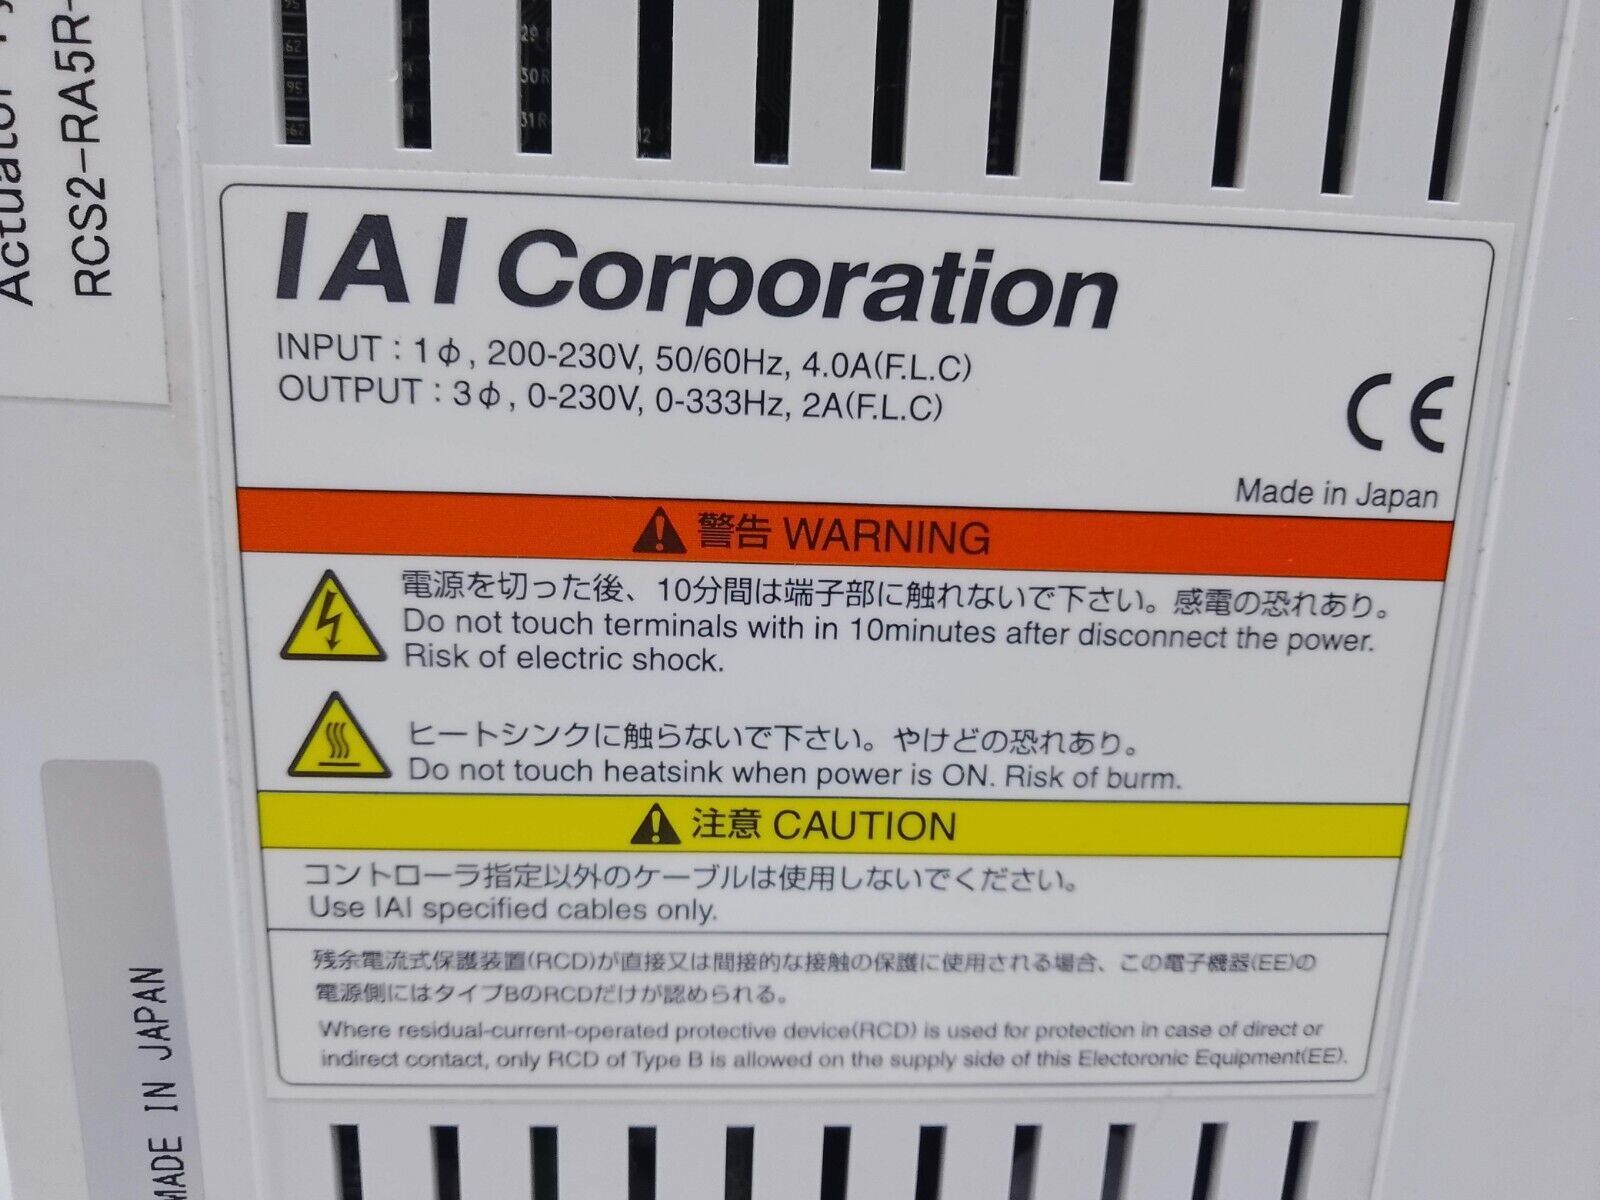 Actuator
RCS2-RA5R-
IAI Corporation
INPUT : 1φ, 200-230V, 50/60Hz, 4.0A(F.L.C)
OUTPUT : 3φ, 0-230V, 0-333Hz, 2A(F.L.C)
CE
Made in Japan
警告 WARNING
電源を切った後、10分間は端子部に触れないで下さい。感電の恐れあり。
Do not touch terminals with in 10minutes after disconnect the power.
Risk of electric shock.
ヒートシンクに触らないで下さい。やけどの恐れあり。
Do not touch heatsink when power is ON. Risk of burm.
注意 CAUTION
コントローラ指定以外のケーブルは使用しないでください。
Use IAI specified cables only.
残余電流式保護装置(RCD)が直接又は間接的な接触の保護に使用される場合、この電子機器(EE)の
電源側にはタイプBのRCDだけが認められる。
Where residual-current-operated protective device(RCD) is used for protection in case of direct or
indirect contact, only RCD of Type B is allowed on the supply side of this Electoronic Equipment(EE).
MADE IN JAPAN